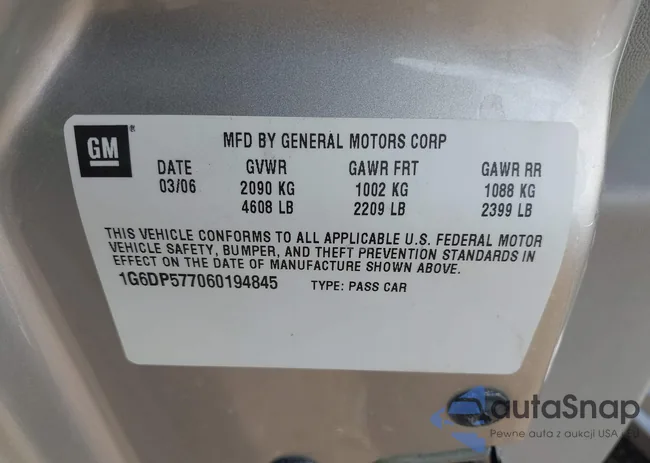 GM
MFD BY GENERAL MOTORS CORP
DATE GVWR GAWR FRT GAWR RR
03/06 2090 KG 1002 KG 1088 KG
4608 LB 2209 LB 2399 LB
THIS VEHICLE CONFORMS TO ALL APPLICABLE U.S. FEDERAL MOTOR
VEHICLE SAFETY, BUMPER, AND THEFT PREVENTION STANDARDS IN
EFFECT ON THE DATE OF MANUFACTURE SHOWN ABOVE.
1G6DP577060194845 TYPE: PASS CAR
autaSnap
Pewne auta z aukcji USA